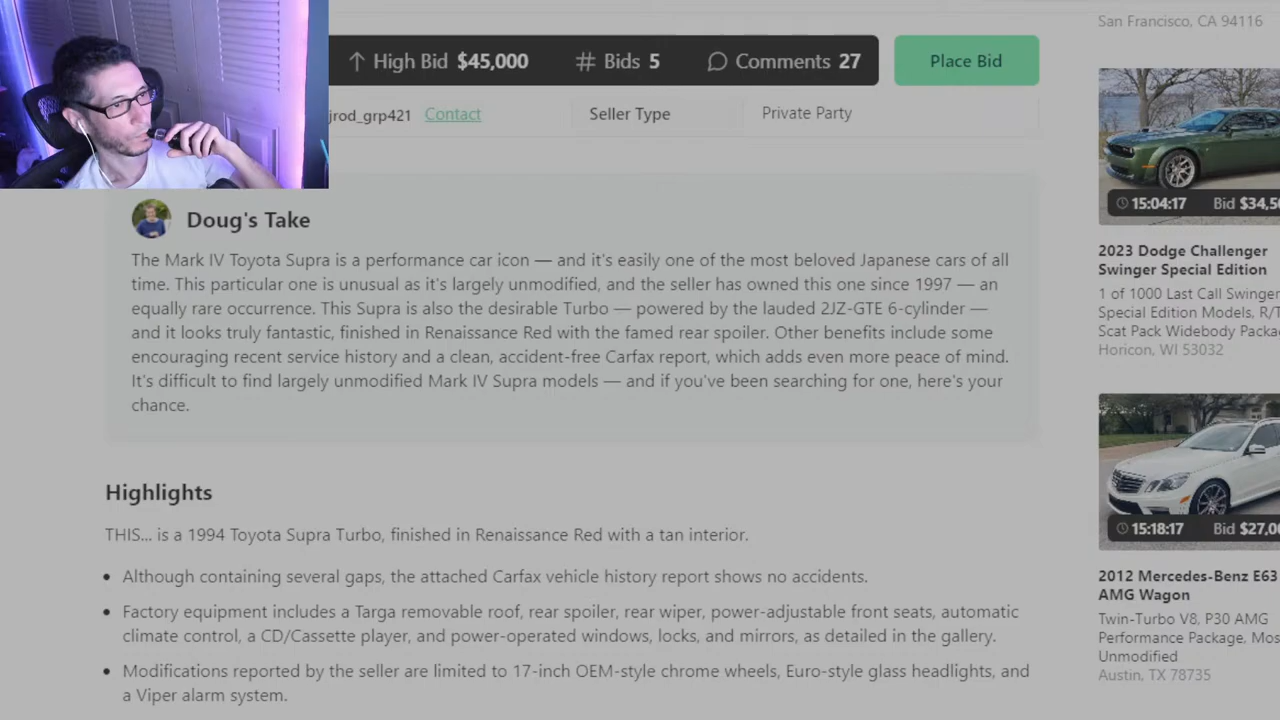 High Bid $45,000
Bids 5
Comments 27
Place Bid
jrod_grp421 Contact
Seller Type
Private Party
Doug's Take
The Mark IV Toyota Supra is a performance car icon — and it's easily one of the most beloved Japanese cars of all
time. This particular one is unusual as it's largely unmodified, and the seller has owned this one since 1997 — an
equally rare occurrence. This Supra is also the desirable Turbo — powered by the lauded 2JZ-GTE 6-cylinder —
and it looks truly fantastic, finished in Renaissance Red with the famed rear spoiler. Other benefits include some
encouraging recent service history and a clean, accident-free Carfax report, which adds even more peace of mind.
It's difficult to find largely unmodified Mark IV Supra models — and if you've been searching for one, here's your
chance.
Highlights
THIS... is a 1994 Toyota Supra Turbo, finished in Renaissance Red with a tan interior.
Although containing several gaps, the attached Carfax vehicle history report shows no accidents.
Factory equipment includes a Targa removable roof, rear spoiler, rear wiper, power-adjustable front seats, automatic
climate control, a CD/Cassette player, and power-operated windows, locks, and mirrors, as detailed in the gallery.
Modifications reported by the seller are limited to 17-inch OEM-style chrome wheels, Euro-style glass headlights, and
a Viper alarm system.
San Francisco, CA 94116
15:04:17 Bid $34,5
2023 Dodge Challenger
Swinger Special Edition
1 of 1000 Last Call Swinger
Special Edition Models, R/T
Scat Pack Widebody Packa
Horicon, WI 53032
15:18:17 Bid $27,0
2012 Mercedes-Benz E63
AMG Wagon
Twin-Turbo V8, P30 AMG
Performance Package, Mos
Unmodified
Austin, TX 78735